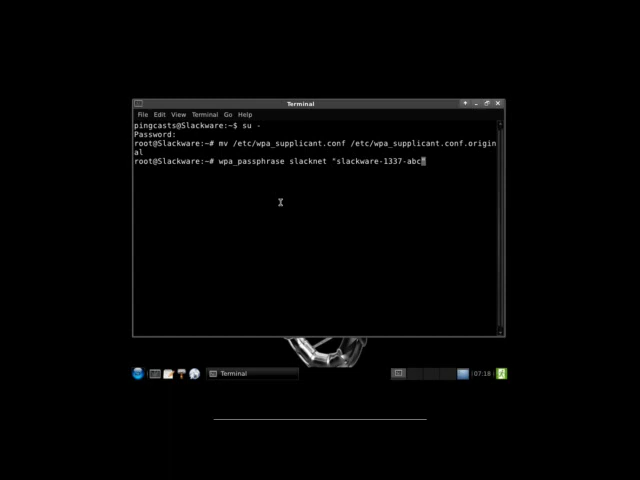 Terminal
File Edit View Terminal Go Help
pingcasts@Slackware:~$ su -
Password:
root@Slackware:~# mv /etc/wpa_supplicant.conf /etc/wpa_supplicant.conf.origin
al
root@Slackware:~# wpa_passphrase slacknet "slackware-1337-abc"
Terminal
07:18